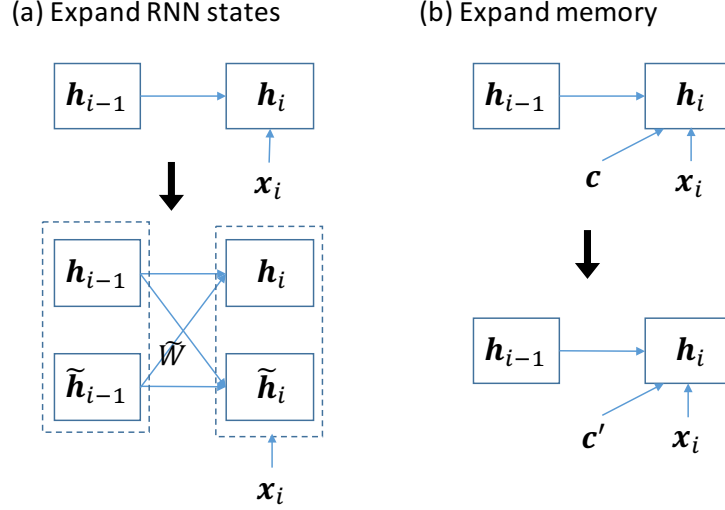 (a) Expand RNN states
h_{i−1} h_i
x_i
h_{i−1} h_i
W̃
h̃_{i−1} h̃_i
x_i
(b) Expand memory
h_{i−1} h_i
c x_i
h_{i−1} h_i
c′ x_i